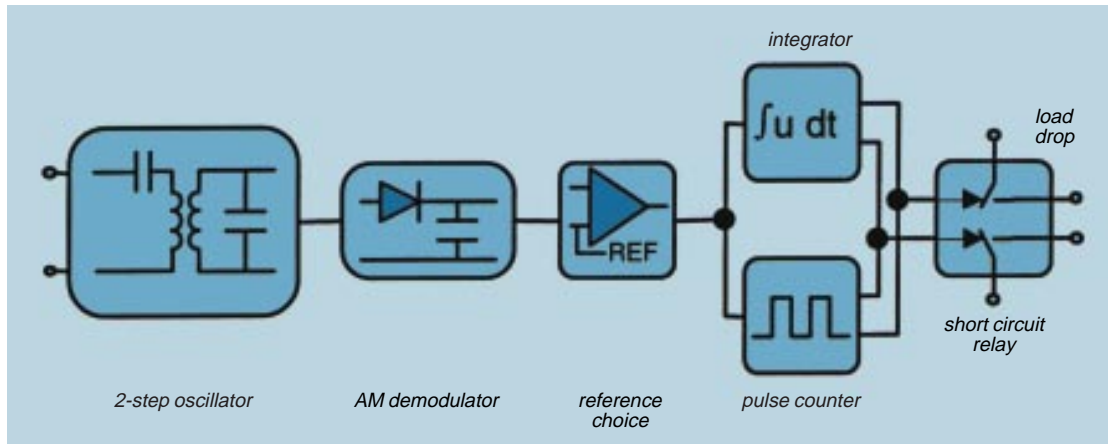 integrator
∫u dt
load
drop
REF
short circuit
relay
2-step oscillator
AM demodulator
reference
choice
pulse counter